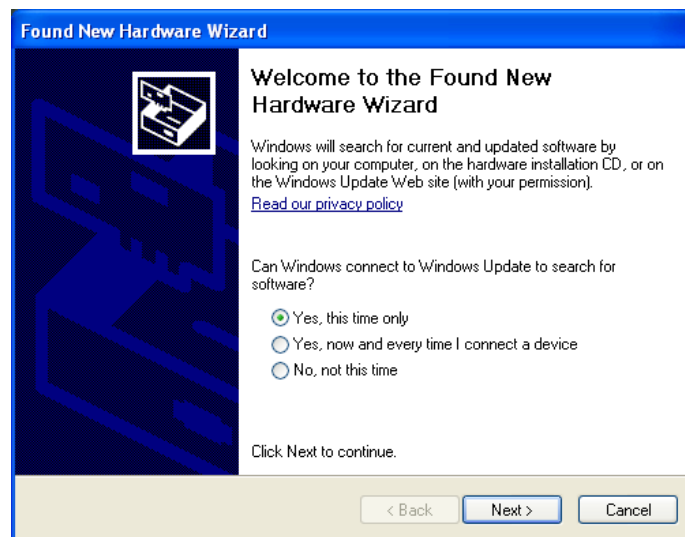 Found New Hardware Wizard
Welcome to the Found New
Hardware Wizard
Windows will search for current and updated software by
looking on your computer, on the hardware installation CD, or on
the Windows Update Web site (with your permission).
Read our privacy policy
Can Windows connect to Windows Update to search for
software?
Yes, this time only
Yes, now and every time I connect a device
No, not this time
Click Next to continue.
< Back
Next >
Cancel